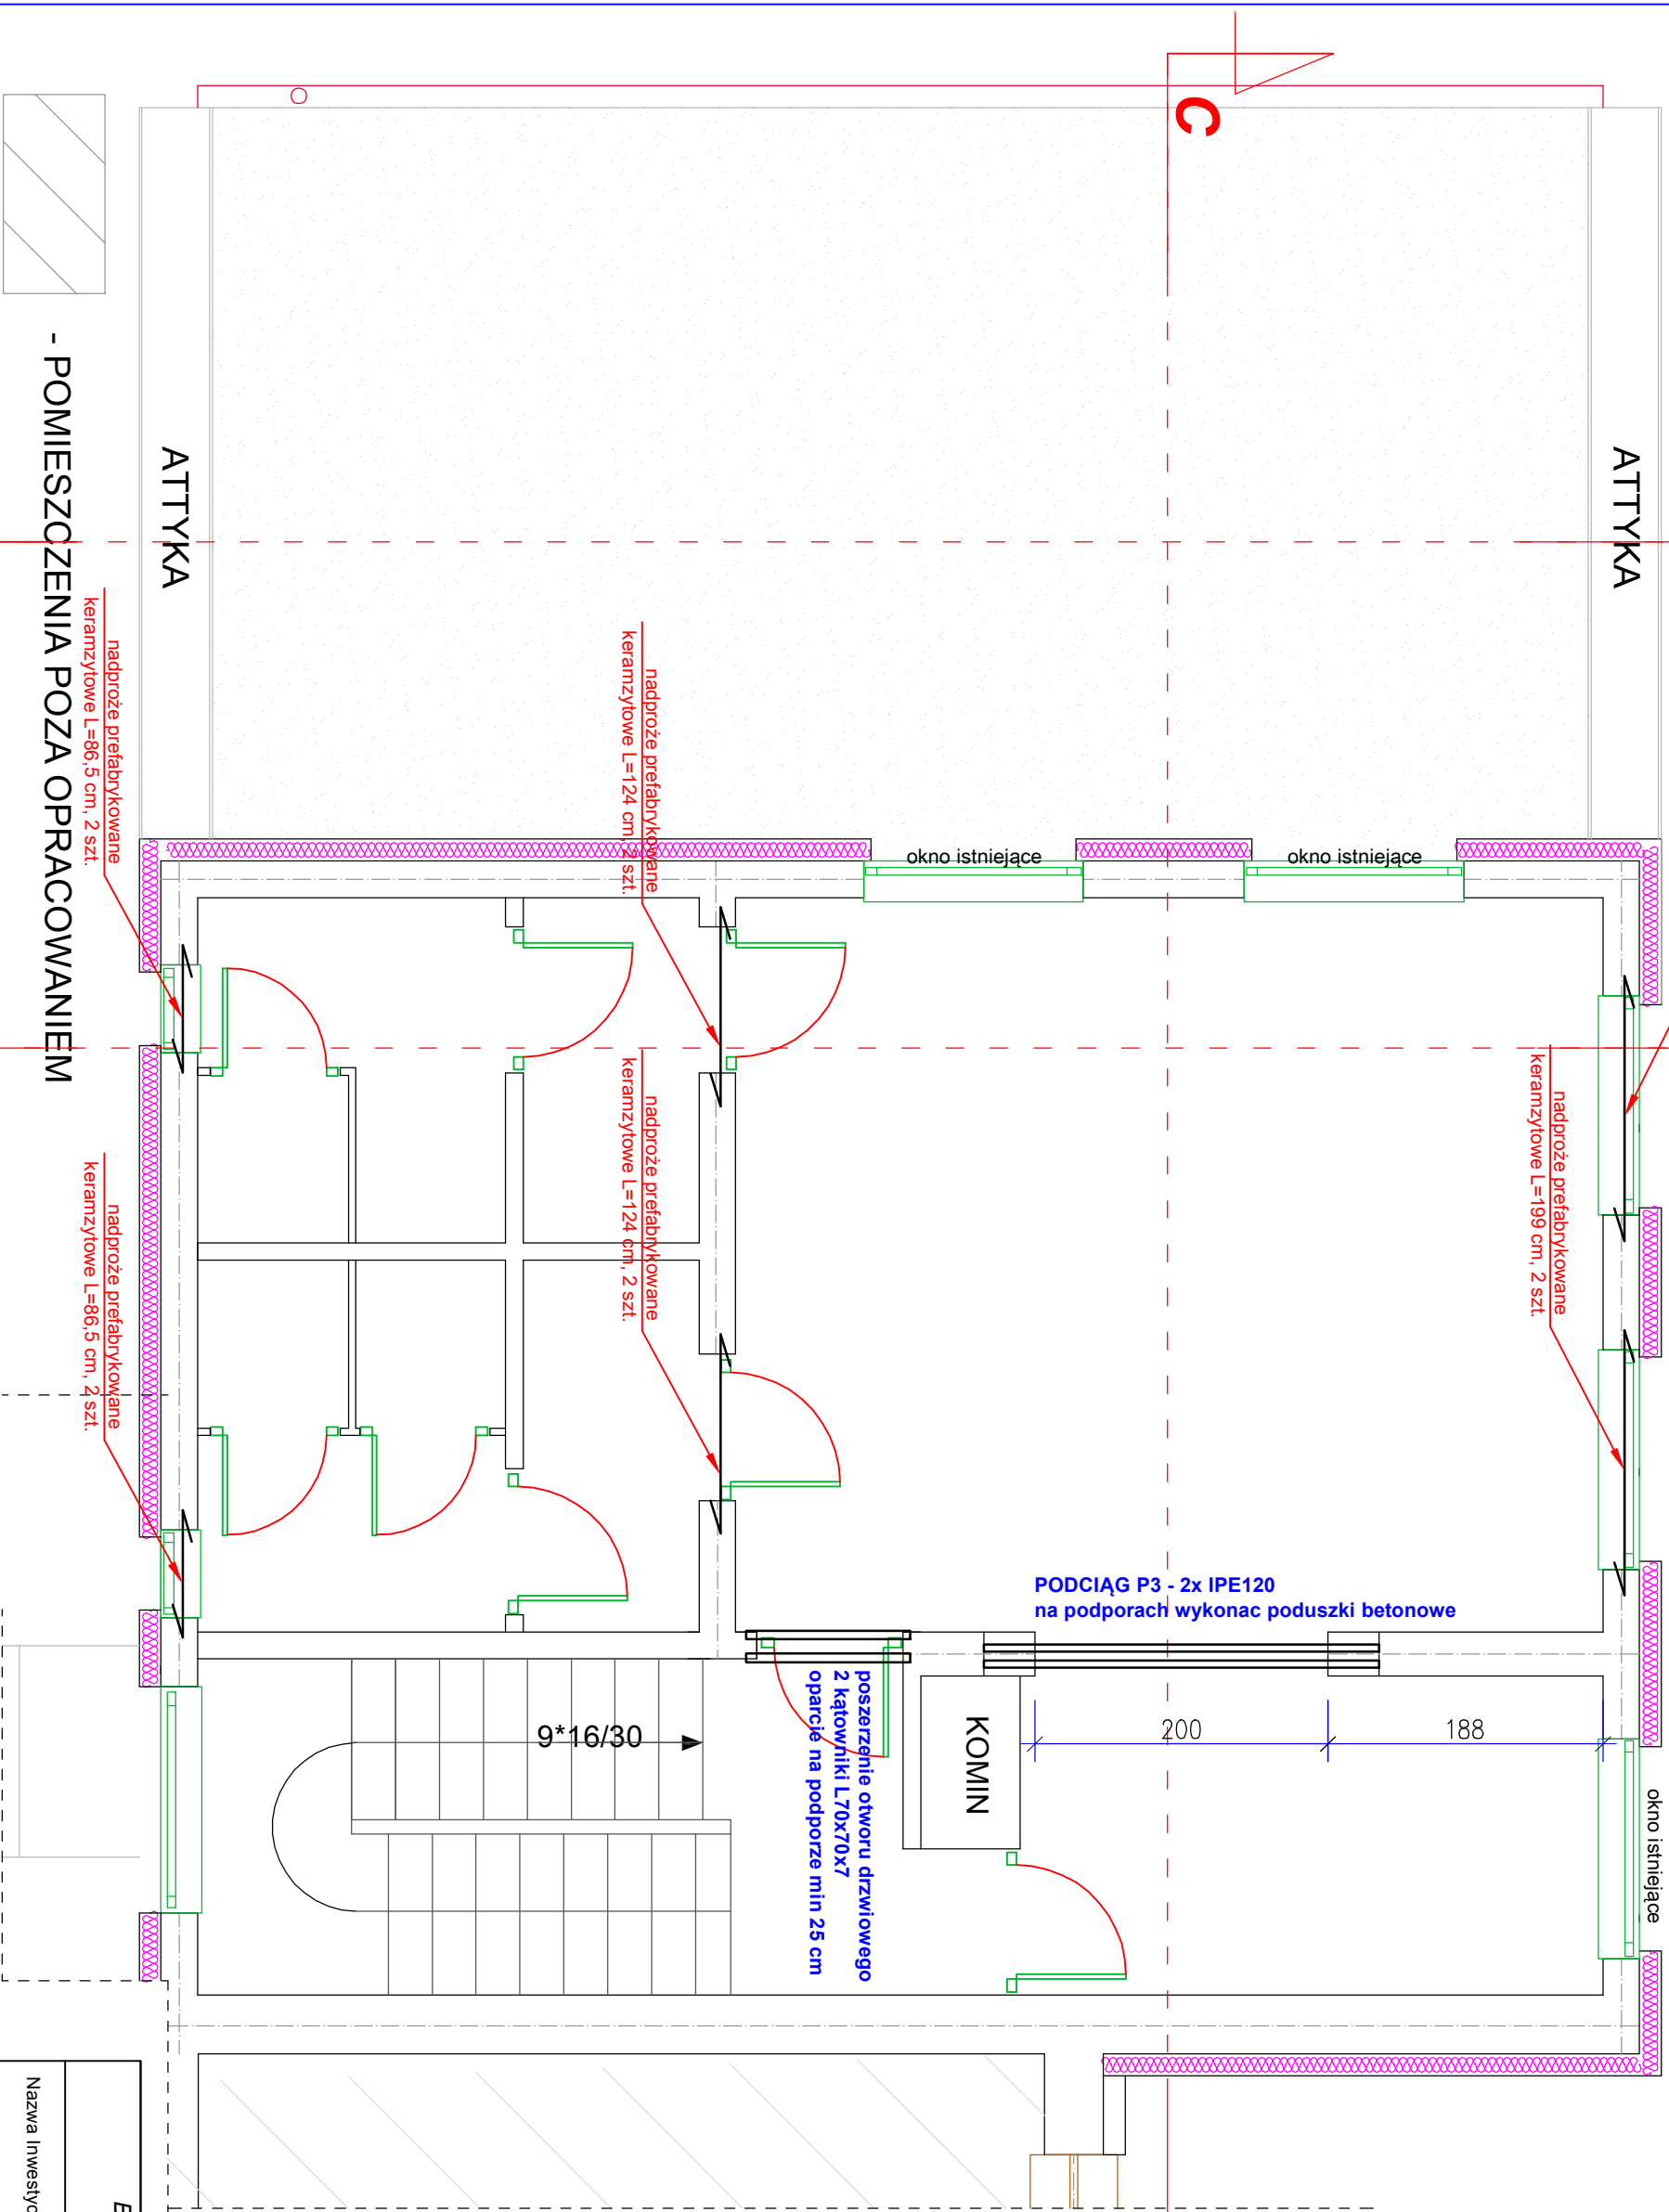 C
ATTYKA
ATTYKA
- POMIESZCZENIA POZA OPRACOWANIEM
nadproże prefabrykowane
keramzytowe L=86,5 cm, 2 szt.
nadproże prefabrykowane
keramzytowe L=124 cm, 2 szt.
okno istniejące
okno istniejące
nadproże prefabrykowane
keramzytowe L=199 cm, 2 szt.
nadproże prefabrykowane
keramzytowe L=124 cm, 2 szt.
nadproże prefabrykowane
keramzytowe L=86,5 cm, 2 szt.
PODCIĄG P3 - 2x IPE120
na podporach wykonac poduszki betonowe
poszerzenie otworu drzwiowego
2 kątowniki L70x70x7
oparcie na podporze min 25 cm
9*16/30
KOMIN
200
188
okno istniejące
Nazwa Inwestyc